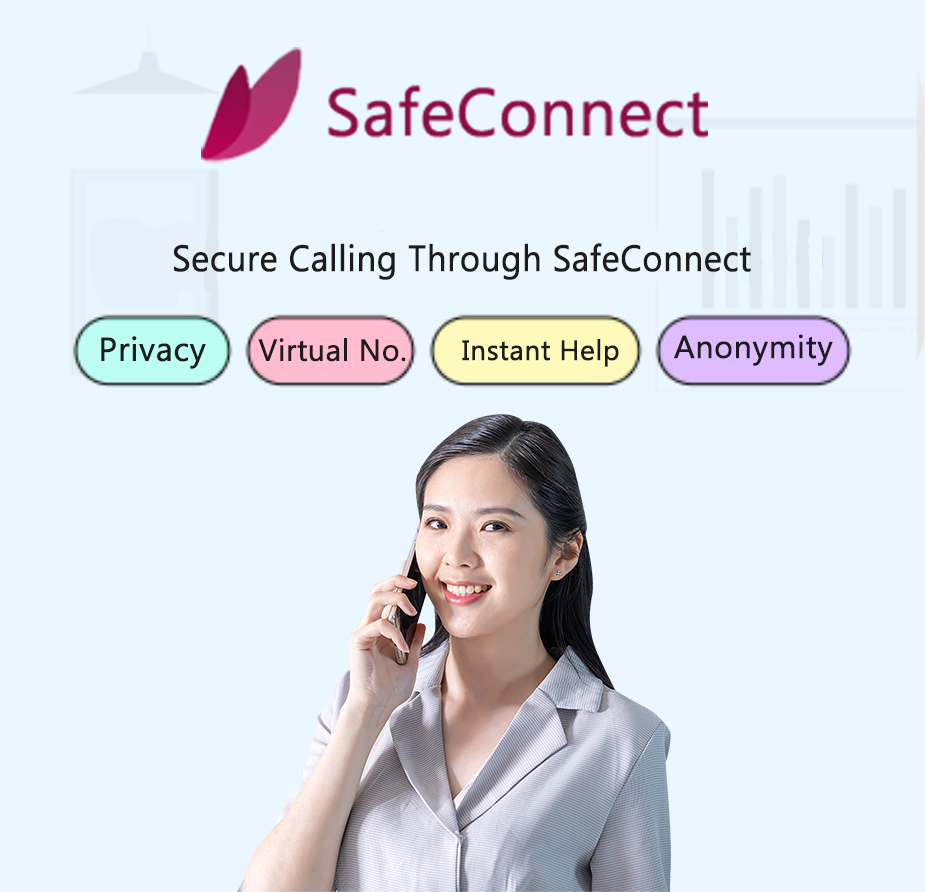 SafeConnect
Secure Calling Through SafeConnect
Privacy Virtual No. Instant Help Anonymity